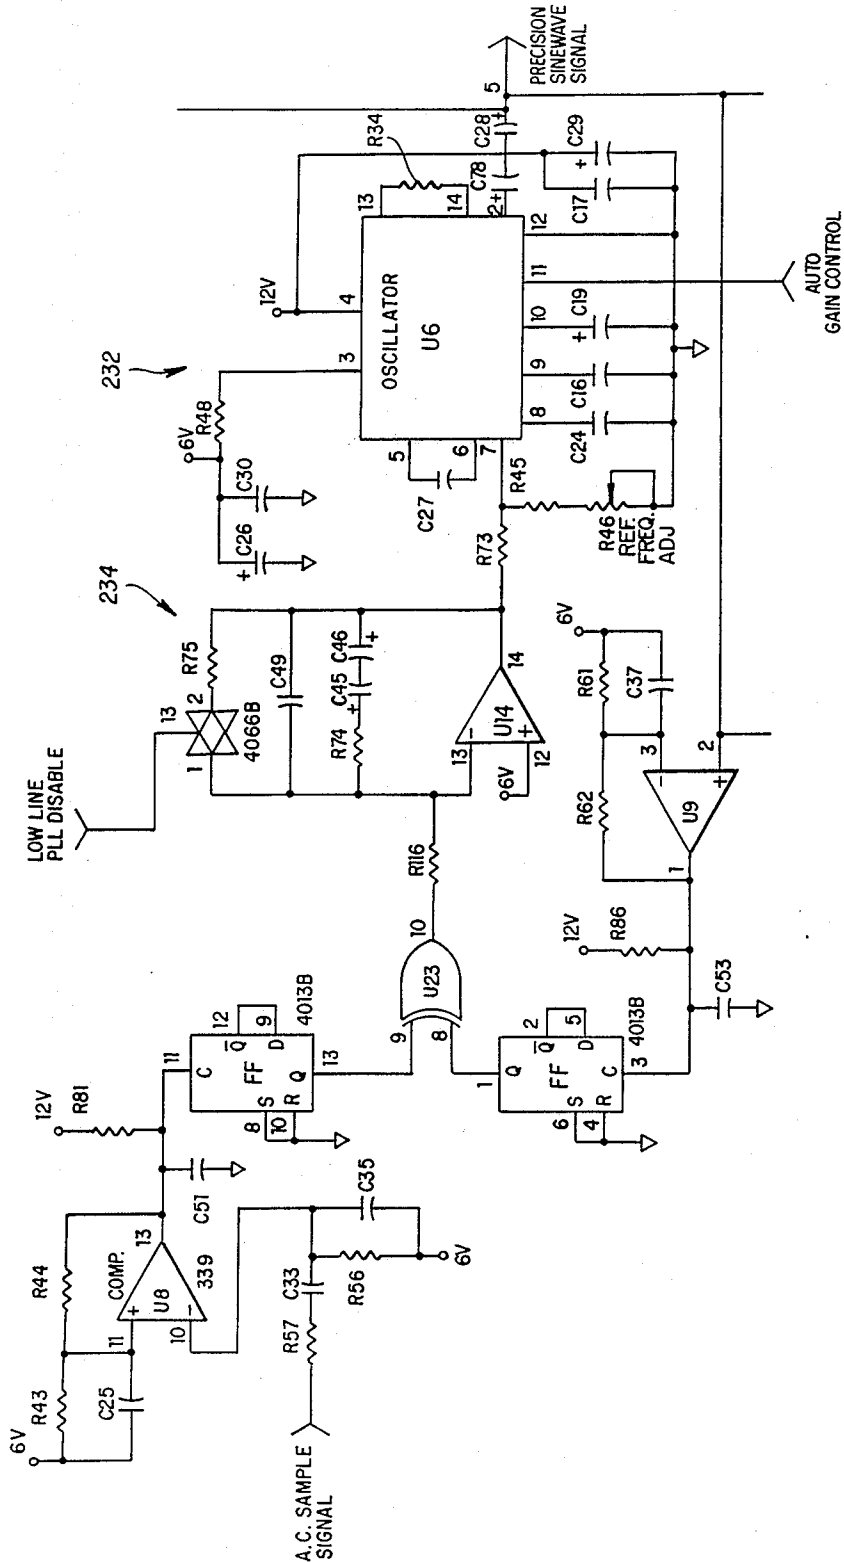 LOW LINE
PLL DISABLE
234
232
12V
6V
R48
C30
C26
+
13
1
2
4066B
R75
C49
R74
C45
C46
+
+
13
12
6V
U14
-
+
14
R73
OSCILLATOR
U6
3
4
13
14
R34
2
+
C78
C28
+
5
PRECISION
SINEWAVE
SIGNAL
5
6
7
C27
R45
R46
REF.
FREQ.
ADJ
8
9
10
11
12
C24
C16
C19
+
C17
C29
+
AUTO
GAIN CONTROL
6V
R43
C25
R44
COMP.
U8
+
-
11
10
13
339
12V
R81
C51
11
C
FF
Q̅
D
S
R
Q
12
9
8
10
13
4013B
A.C. SAMPLE
SIGNAL
R57
C33
R56
C35
6V
9
8
U23
10
R116
1
Q
FF
Q̅
D
S
R
C
2
5
6
4
3
4013B
12V
R86
C53
1
U9
-
+
3
2
R62
R61
C37
6V